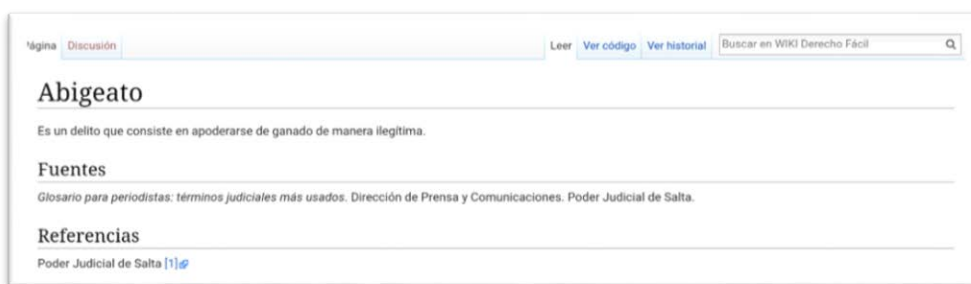 Página Discusión Leer Ver código Ver historial Buscar en WIKI Derecho Fácil
Abigeato
Es un delito que consiste en apoderarse de ganado de manera ilegítima.
Fuentes
Glosario para periodistas: términos judiciales más usados. Dirección de Prensa y Comunicaciones. Poder Judicial de Salta.
Referencias
Poder Judicial de Salta [1]